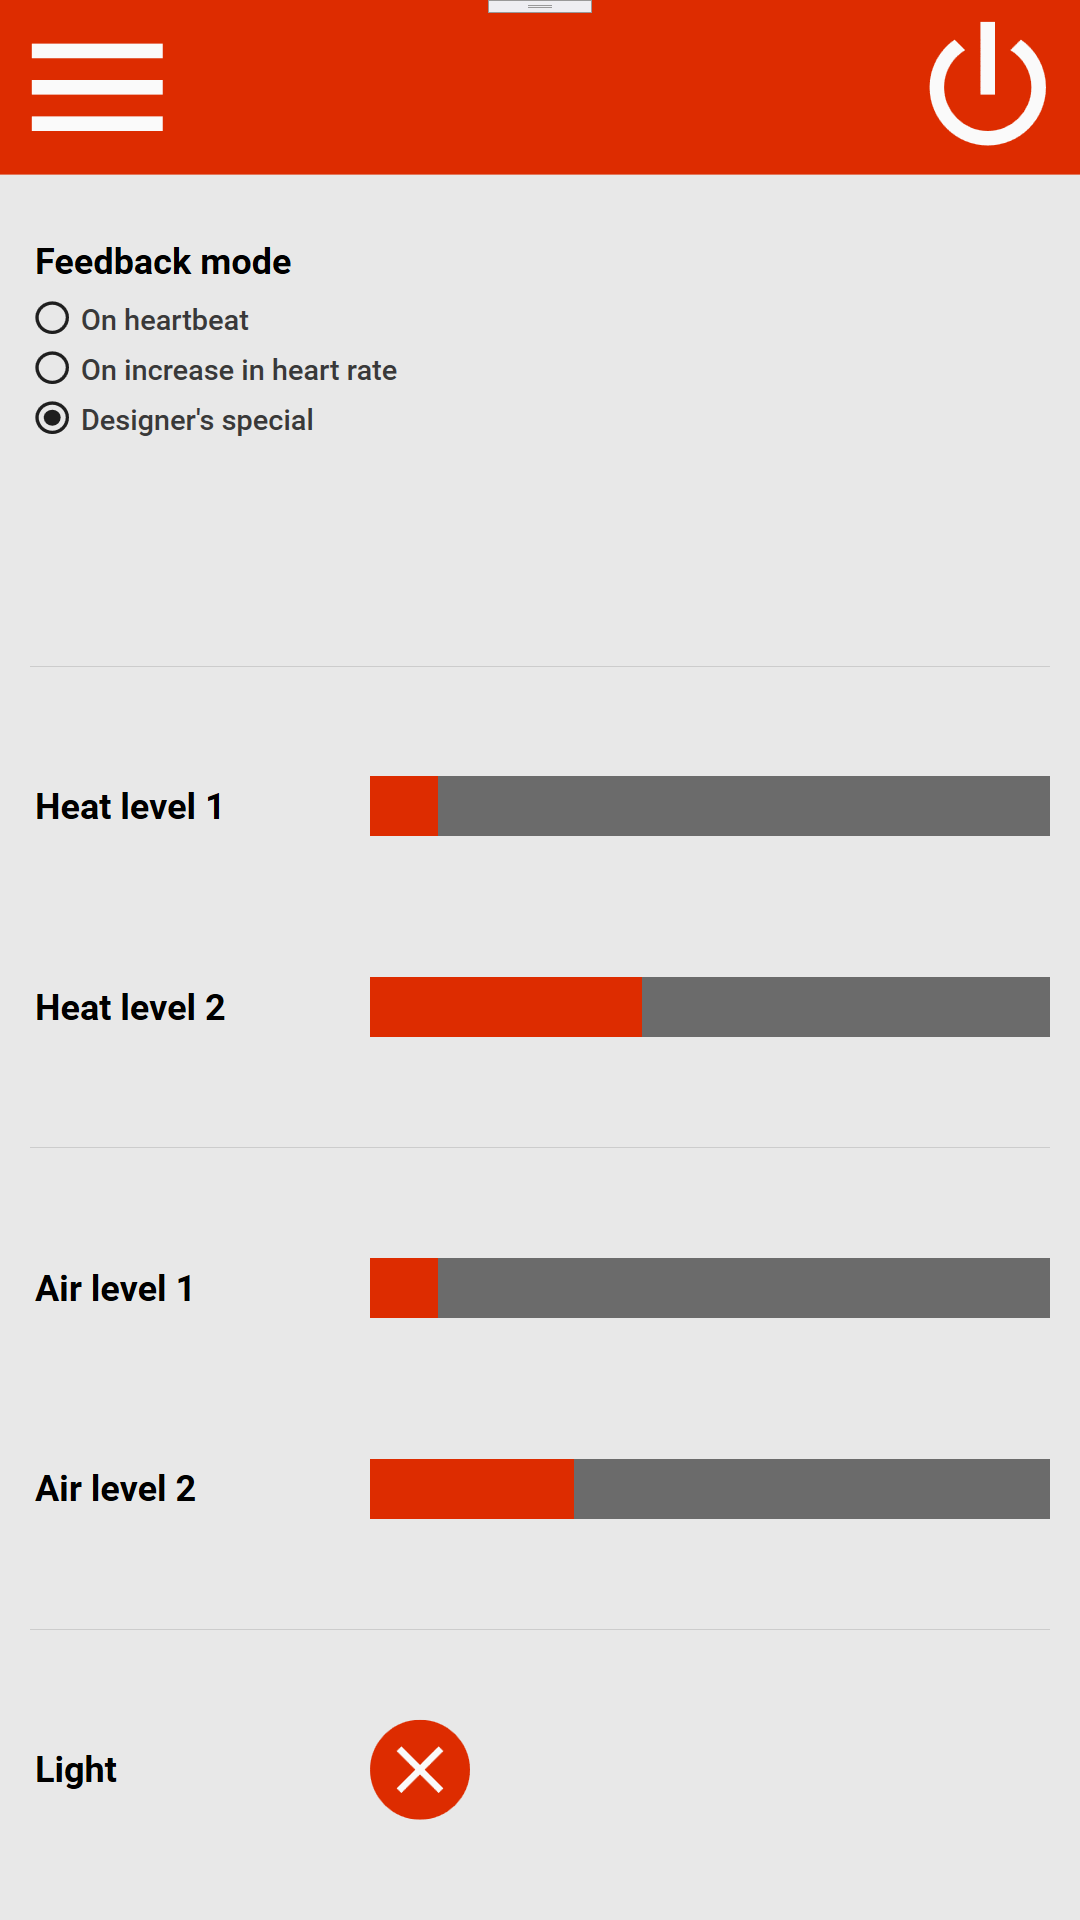 Feedback mode
On heartbeat
On increase in heart rate
Designer's special
Heat level 1
Heat level 2
Air level 1
Air level 2
Light